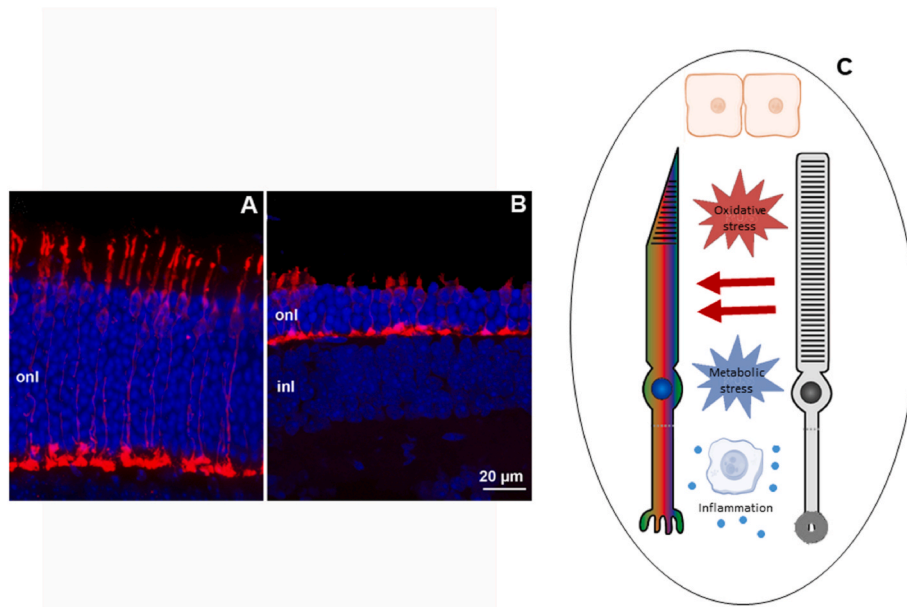 A
B
onl
onl
inl
20 µm
C
Oxidative
stress
Metabolic
stress
Inflammation